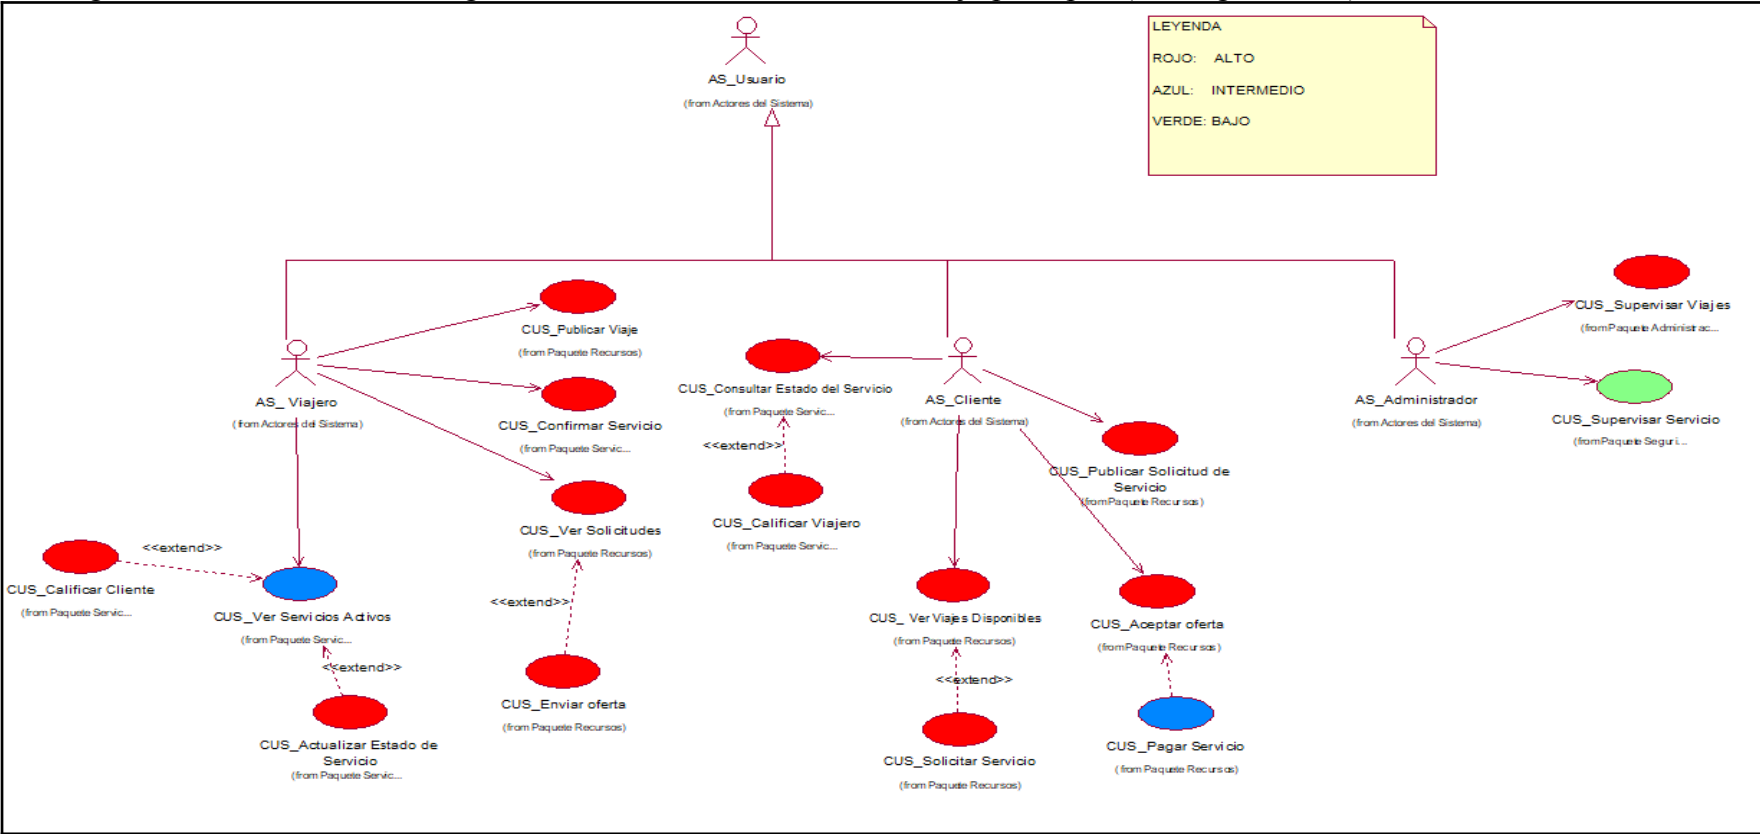 AS_Usuario
(from Actores del Sistema)
LEYENDA
ROJO: ALTO
AZUL: INTERMEDIO
VERDE: BAJO
CUS_Publicar Viaje
(from Paquete Recursos)
CUS_Supervisar Viajes
(from Paquete Administrac...
AS_ Viajero
(from Actores del Sistema)
CUS_Confirmar Servicio
(from Paquete Servic...
CUS_Consultar Estado del Servicio
(from Paquete Servic...
<<extend>>
AS_Cliente
(from Actores del Sistema)
AS_Administrador
(from Actores del Sistema)
CUS_Supervisar Servicio
(from Paquete Seguri...
CUS_Publicar Solicitud de
Servicio
(from Paquete Recursos)
CUS_Ver Solicitudes
(from Paquete Recursos)
CUS_Calificar Viajero
(from Paquete Servic...
<<extend>>
CUS_Calificar Cliente
(from Paquete Servic...
CUS_Ver Servicios Activos
(from Paquete Servic...
<<extend>>
<<extend>>
CUS_ Ver Viajes Disponibles
(from Paquete Recursos)
<<extend>>
CUS_Aceptar oferta
(from Paquete Recursos)
CUS_Enviar oferta
(from Paquete Recursos)
CUS_Actualizar Estado de
Servicio
(from Paquete Servic...
CUS_Solicitar Servicio
(from Paquete Recursos)
CUS_Pagar Servicio
(from Paquete Recursos)